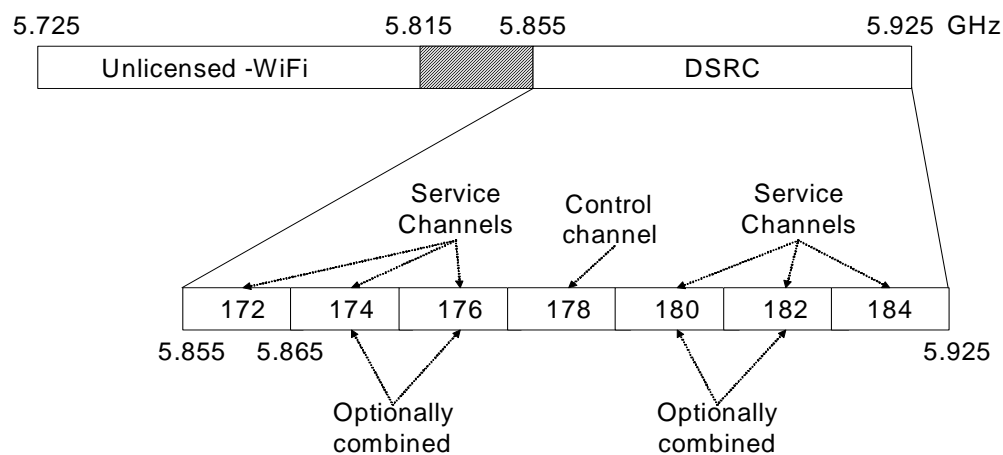 5.725 5.815 5.855 5.925 GHz
Unlicensed -WiFi DSRC
Service Channels
Control channel
Service Channels
172 174 176 178 180 182 184
5.855 5.865 5.925
Optionally combined
Optionally combined